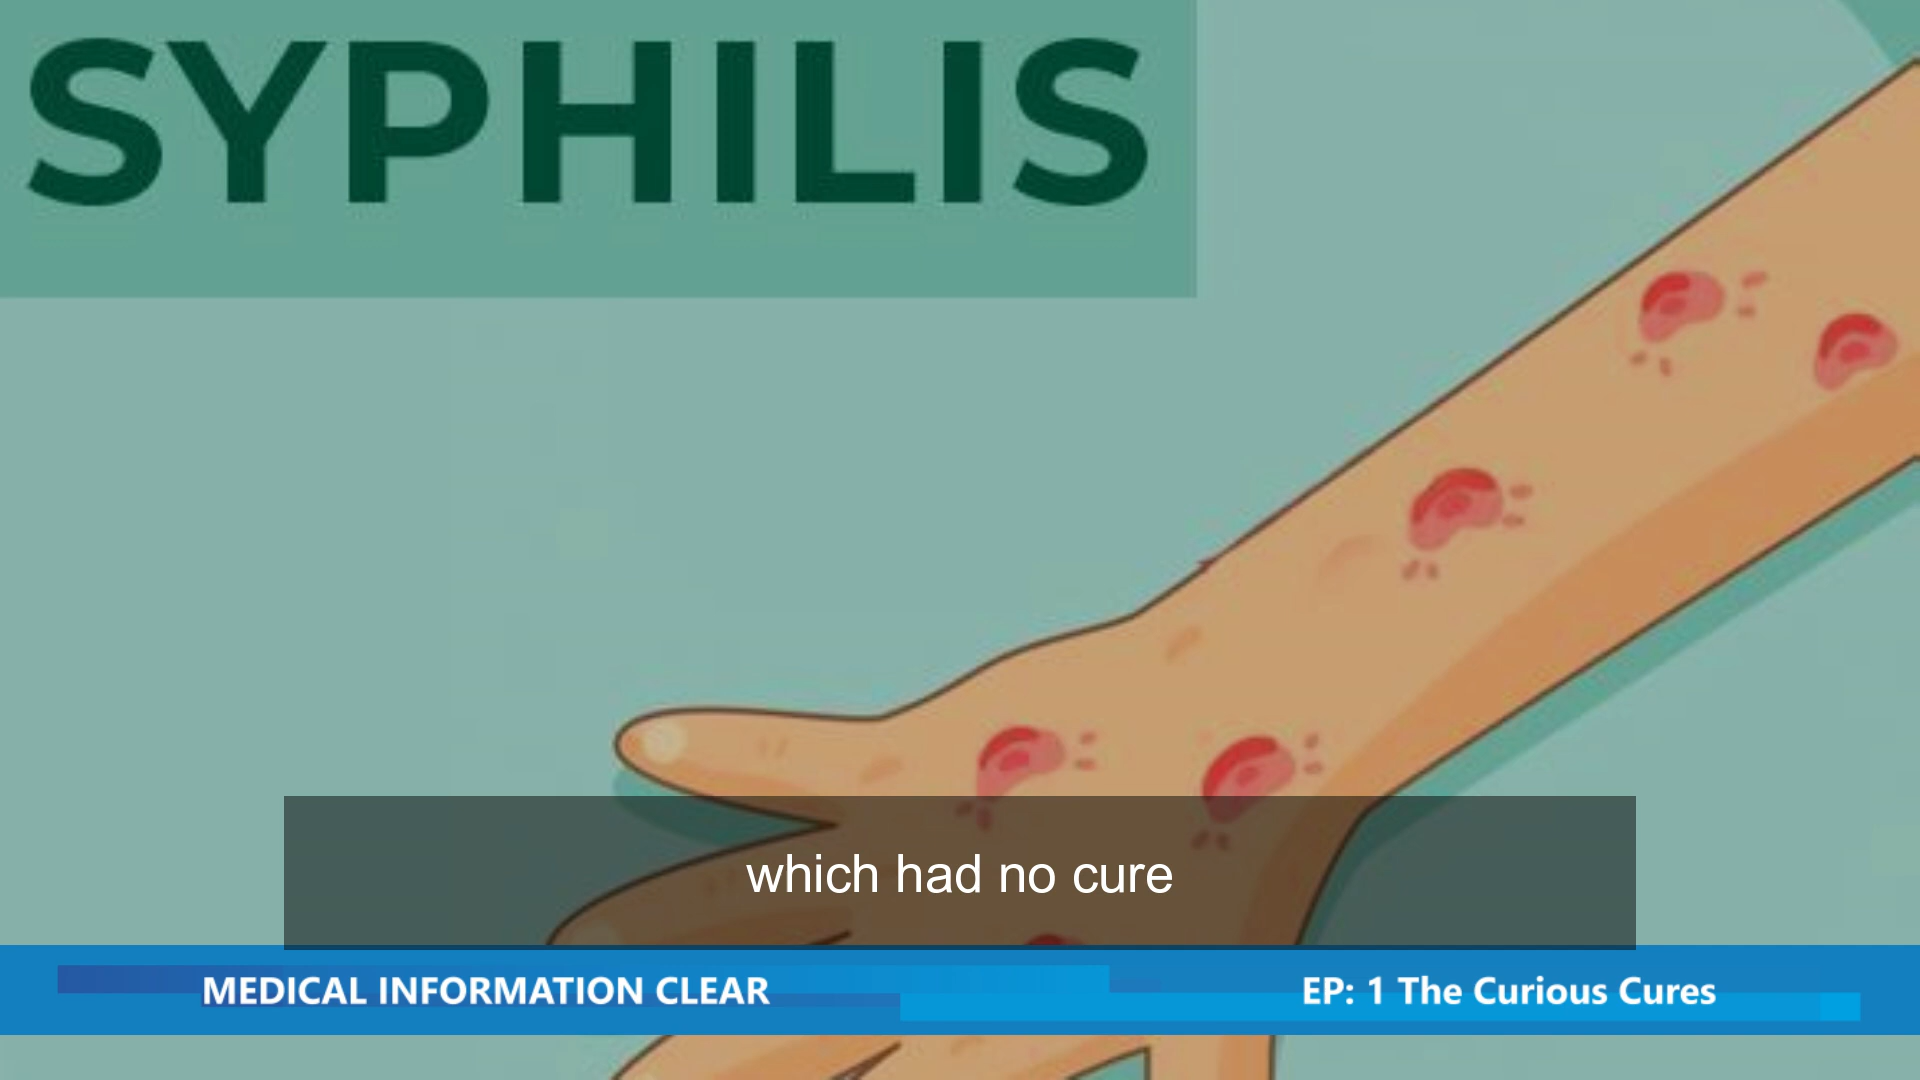 SYPHILIS
which had no cure
MEDICAL INFORMATION CLEAR
EP: 1 The Curious Cures